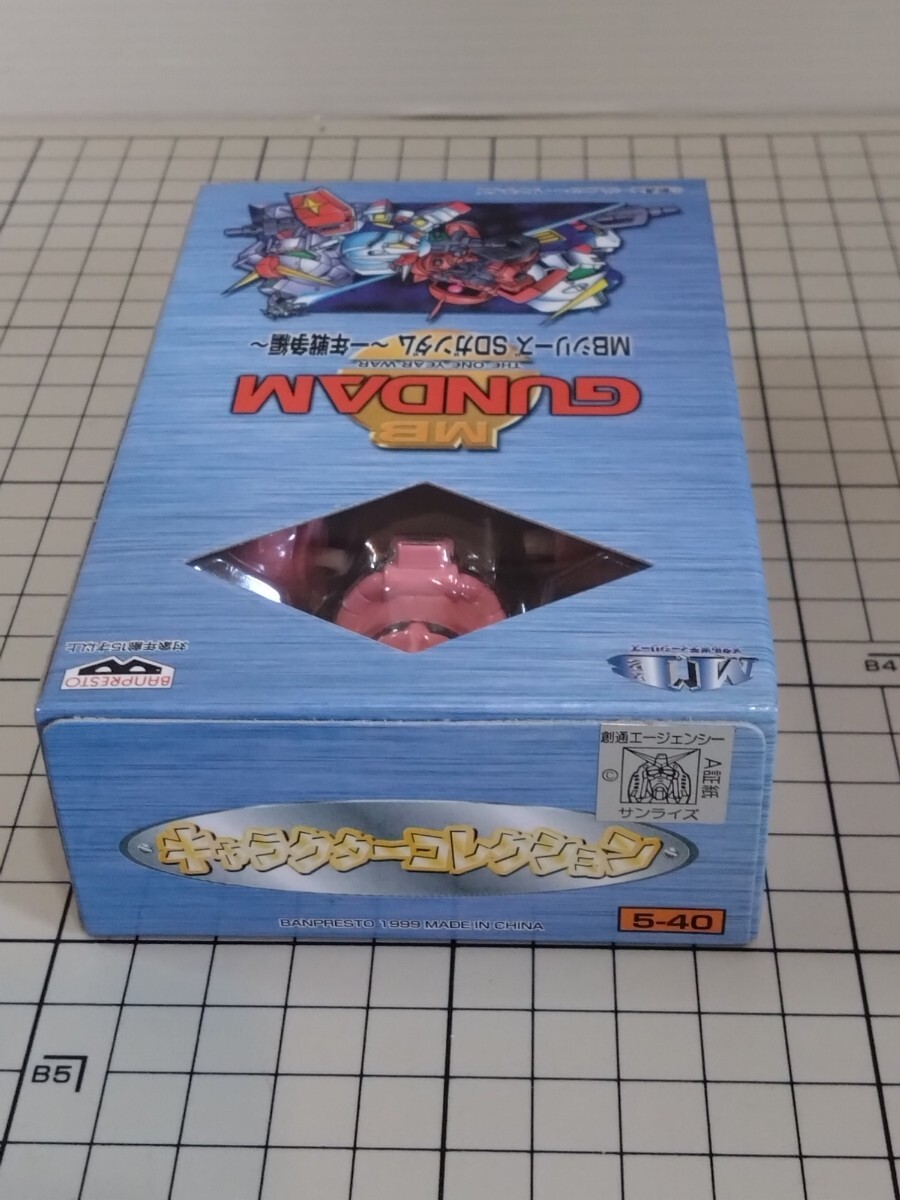 MB
GUNDAM
THE ONE YEAR WAR
MBシリーズ SDガンダム ～一年戦争編～
BANPRESTO
対象年齢15才以上
創通エージェンシー
©
A証紙
サンライズ
キャラクターコレクション
BANPRESTO 1999 MADE IN CHINA
5-40
B4
B5